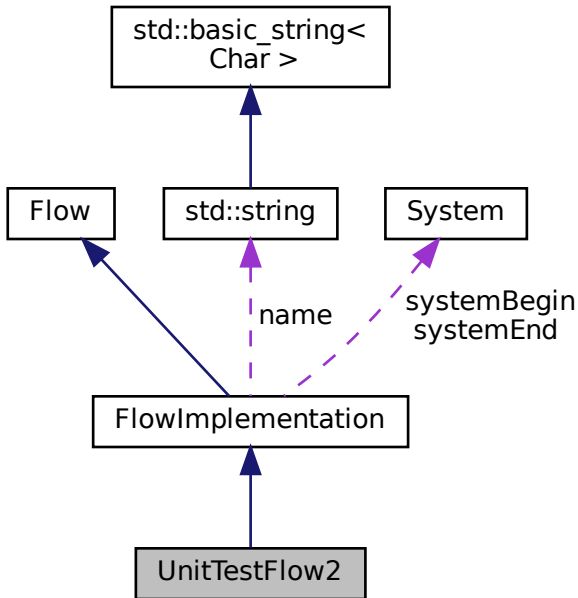 std::basic_string<
Char >
Flow
std::string
System
name
systemBegin
systemEnd
FlowImplementation
UnitTestFlow2